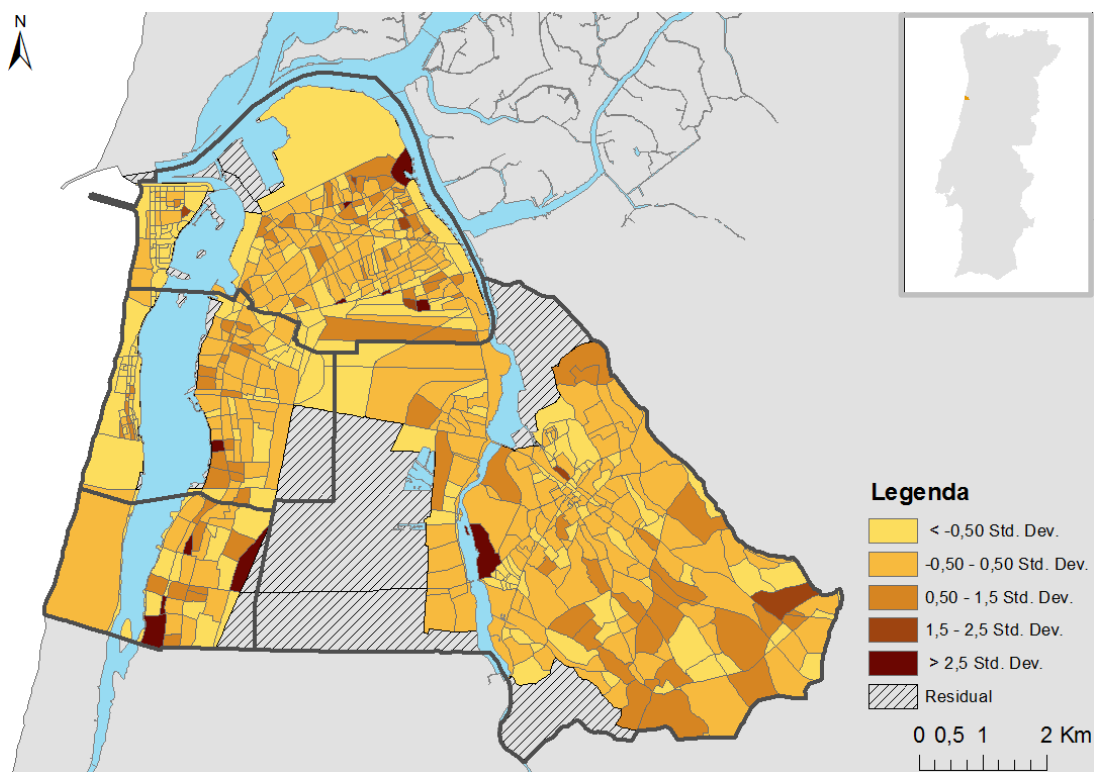 N
Legenda
< -0,50 Std. Dev.
-0,50 - 0,50 Std. Dev.
0,50 - 1,5 Std. Dev.
1,5 - 2,5 Std. Dev.
> 2,5 Std. Dev.
Residual
0 0,5 1 2 Km